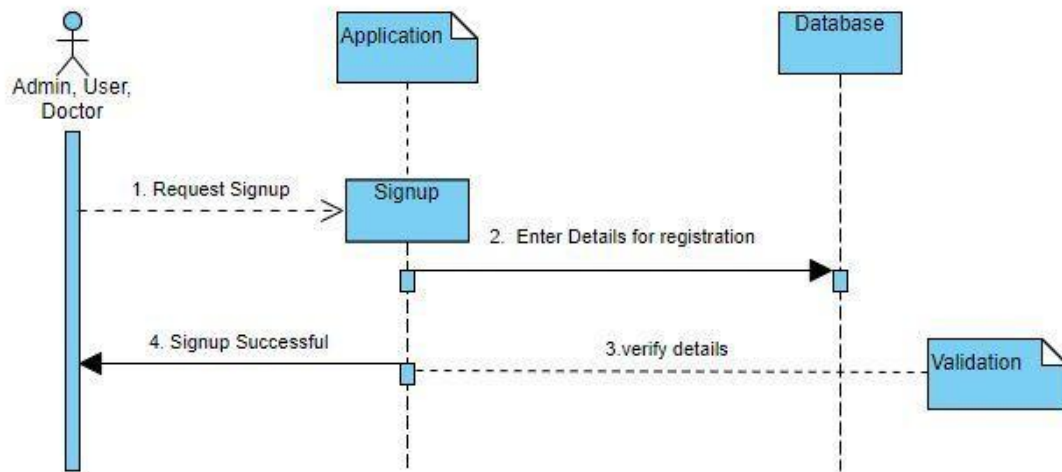 Application
Database
Admin, User,
Doctor
1. Request Signup
Signup
2. Enter Details for registration
4. Signup Successful
3.verify details
Validation